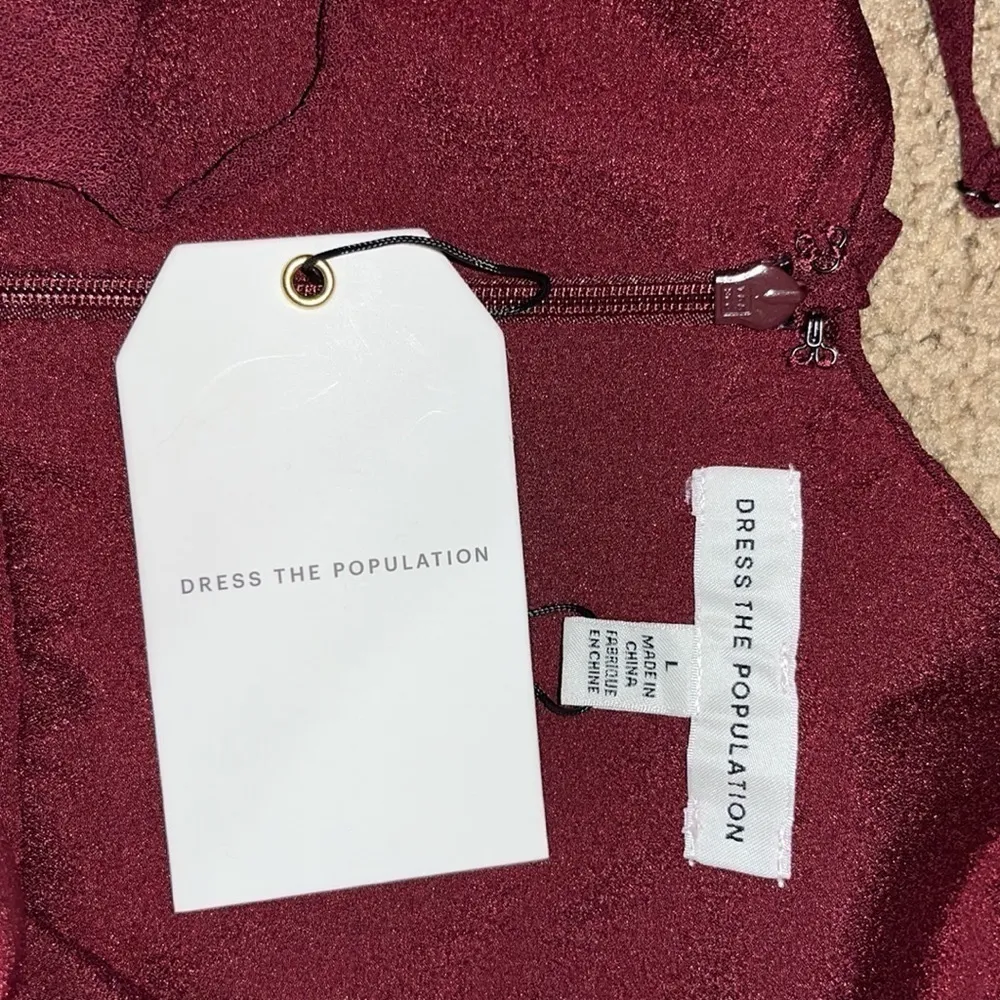 DRESS THE POPULATION
L
MADE IN
CHINA
FABRIQUE
EN CHINE
DRESS THE POPULATION